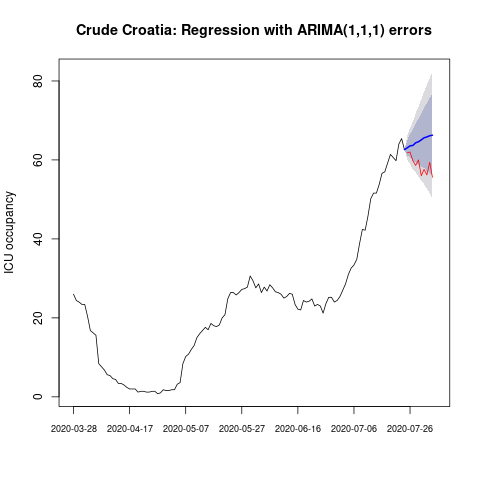 Crude Croatia: Regression with ARIMA(1,1,1) errors
ICU occupancy
80
60
40
20
0
2020-03-28 2020-04-17 2020-05-07 2020-05-27 2020-06-16 2020-07-06 2020-07-26